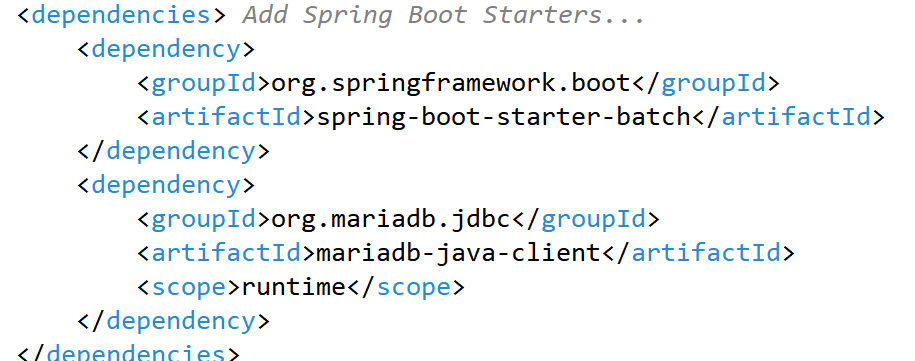 <dependencies> Add Spring Boot Starters...
<dependency>
<groupId>org.springframework.boot</groupId>
<artifactId>spring-boot-starter-batch</artifactId>
</dependency>
<dependency>
<groupId>org.mariadb.jdbc</groupId>
<artifactId>mariadb-java-client</artifactId>
<scope>runtime</scope>
</dependency>
</dependencies>